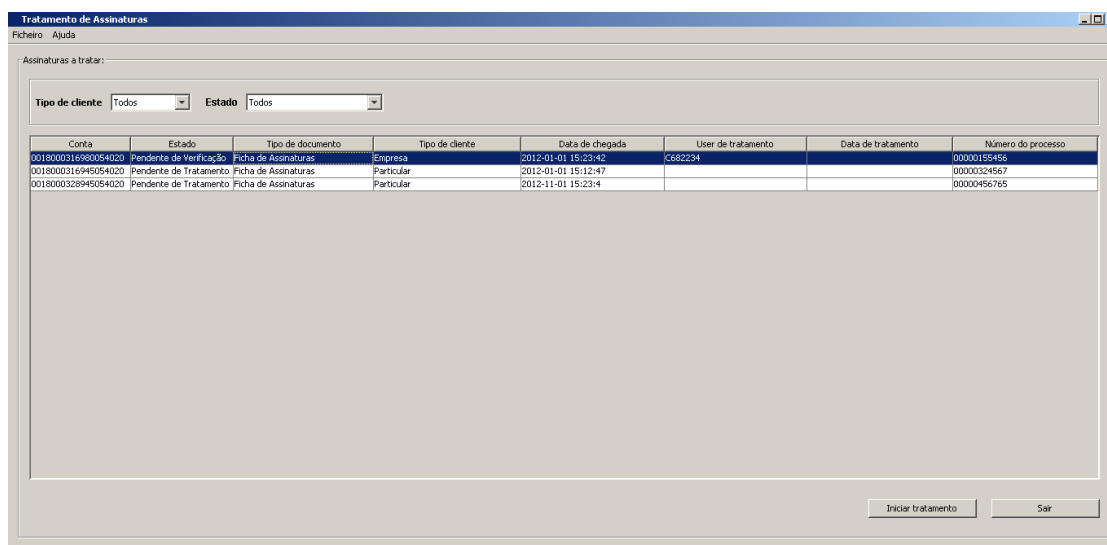 Tratamento de Assinaturas
Ficheiro Ajuda
Assinaturas a tratar:
Tipo de cliente Todos Estado Todos
Conta Estado Tipo de documento Tipo de cliente Data de chegada User de tratamento Data de tratamento Número do processo
0018000316980054020 Pendente de Verificação Ficha de Assinaturas Empresa 2012-01-01 15:23:42 C682234 00000155456
0018000316945054020 Pendente de Tratamento Ficha de Assinaturas Particular 2012-01-01 15:12:47 00000324567
0018000328945054020 Pendente de Tratamento Ficha de Assinaturas Particular 2012-11-01 15:23:4 00000456765
Iniciar tratamento Sair